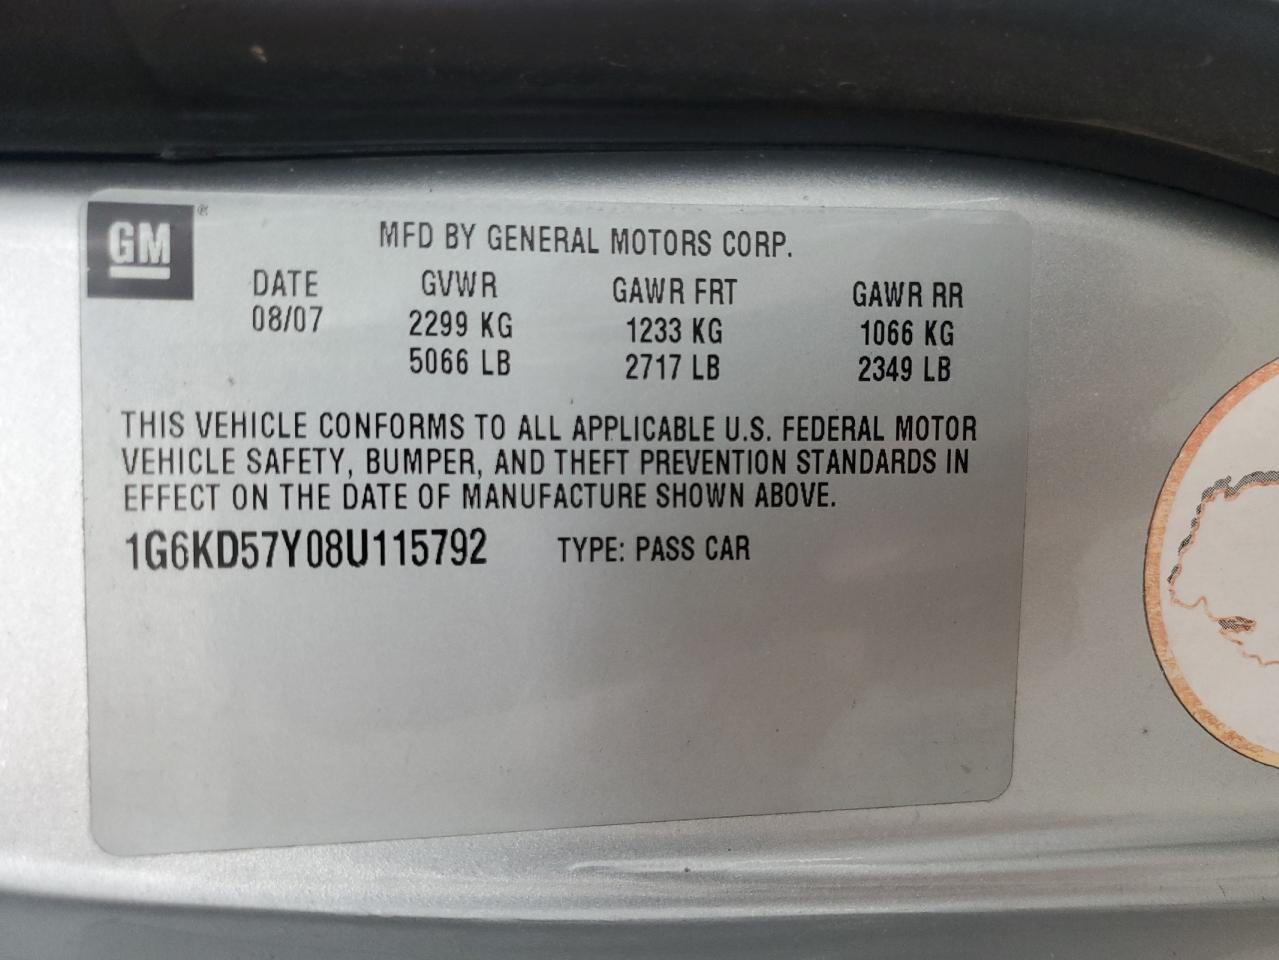 GM®
MFD BY GENERAL MOTORS CORP.
DATE GVWR GAWR FRT GAWR RR
08/07 2299 KG 1233 KG 1066 KG
5066 LB 2717 LB 2349 LB
THIS VEHICLE CONFORMS TO ALL APPLICABLE U.S. FEDERAL MOTOR
VEHICLE SAFETY, BUMPER, AND THEFT PREVENTION STANDARDS IN
EFFECT ON THE DATE OF MANUFACTURE SHOWN ABOVE.
1G6KD57Y08U115792 TYPE: PASS CAR